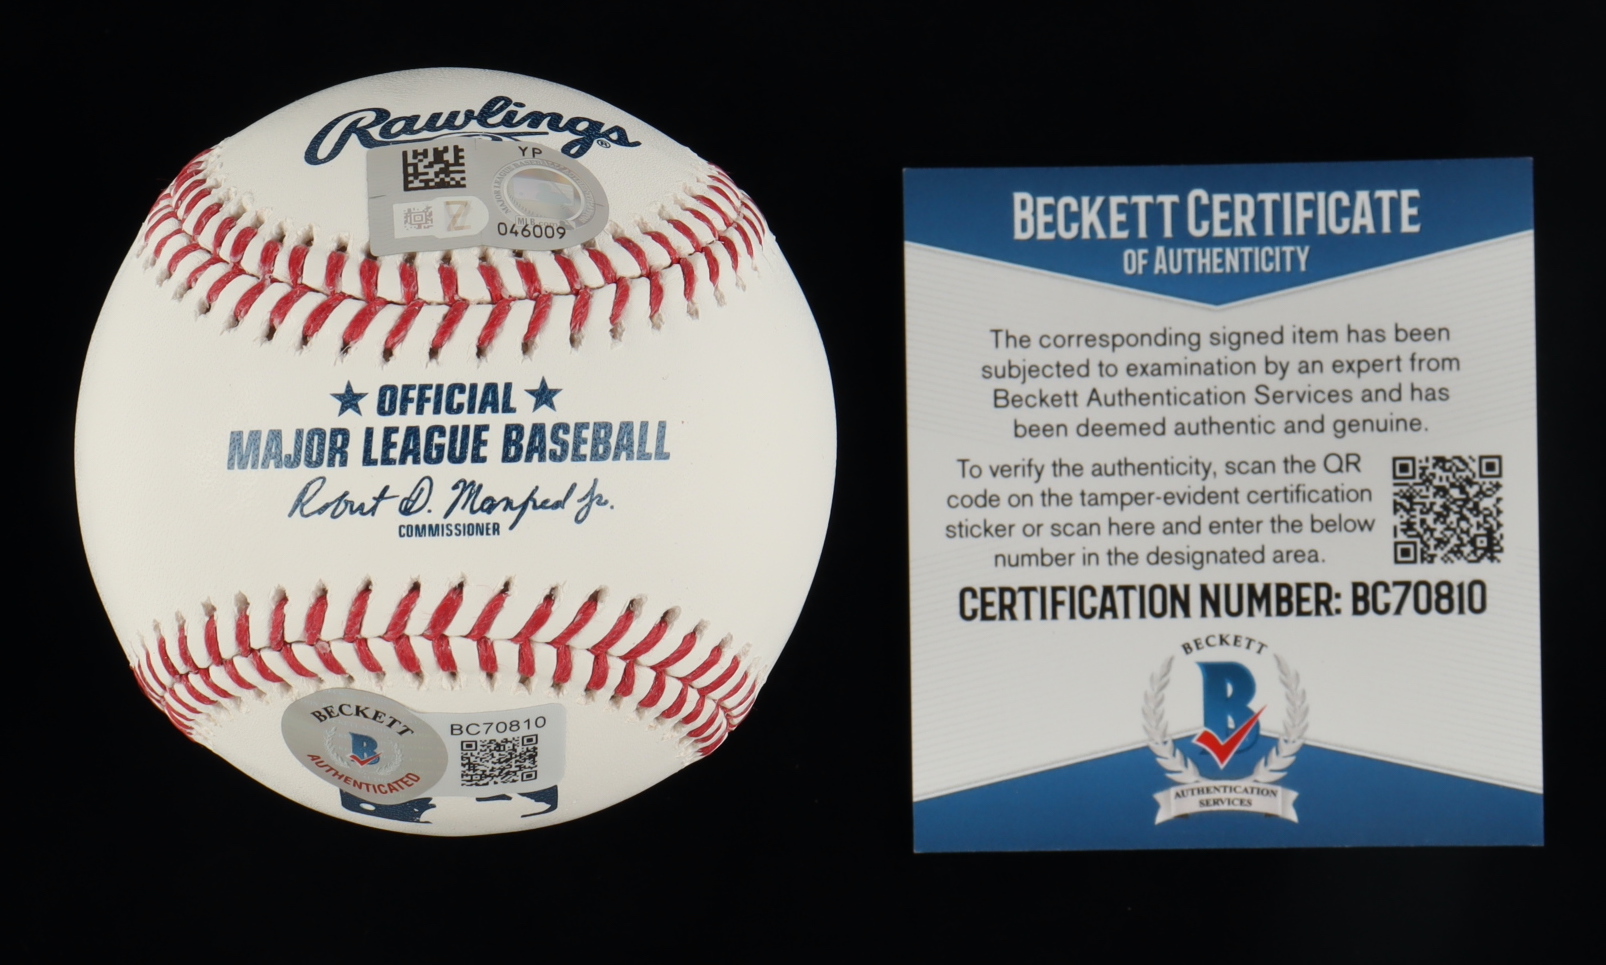 Rawlings®
YP
046009
★ OFFICIAL ★
MAJOR LEAGUE BASEBALL
Robert D. Manfred Jr.
COMMISSIONER
BECKETT
AUTHENTICATED
BC70810
BECKETT CERTIFICATE
OF AUTHENTICITY
The corresponding signed item has been
subjected to examination by an expert from
Beckett Authentication Services and has
been deemed authentic and genuine.
To verify the authenticity, scan the QR
code on the tamper-evident certification
sticker or scan here and enter the below
number in the designated area.
CERTIFICATION NUMBER: BC70810
BECKETT
B
AUTHENTICATION
SERVICES